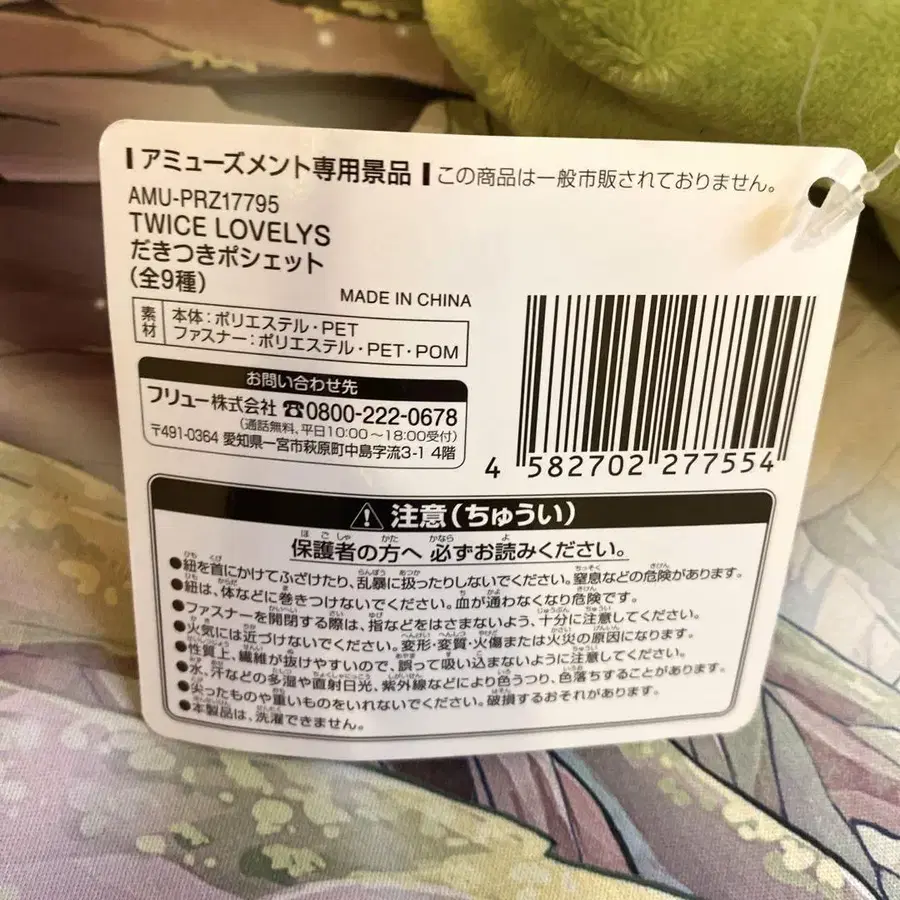 アミューズメント専用景品 この商品は一般市販されておりません。
AMU-PRZ17795
TWICE LOVELYS
だきつきポシェット
(全9種)
MADE IN CHINA
素材 本体：ポリエステル・PET
ファスナー：ポリエステル・PET・POM
お問い合わせ先
フリュー株式会社 ☎0800-222-0678
(通話無料、平日10:00～18:00受付)
〒491-0364 愛知県一宮市萩原町中島字流3-1 4階
4 582702 277554
⚠ 注意(ちゅうい)
保護者の方へ 必ずお読みください。
●紐を首にかけてふざけたり、乱暴に扱ったりしないでください。窒息などの危険があります。
●紐は、体などに巻きつけないでください。血が通わなくなり危険です。
●ファスナーを開閉する際は、指などをはさまないよう、十分に注意してください。
●火気には近づけないでください。変形・変質・火傷または火災の原因になります。
●性質上、繊維が抜けやすいので、誤って吸い込まないように注意してください。
●水、汗などの多湿や直射日光、紫外線などにより色うつり、色落ちすることがあります。
●尖ったものや重いものをいれないでください。破損するおそれがあります。
●本製品は、洗濯できません。